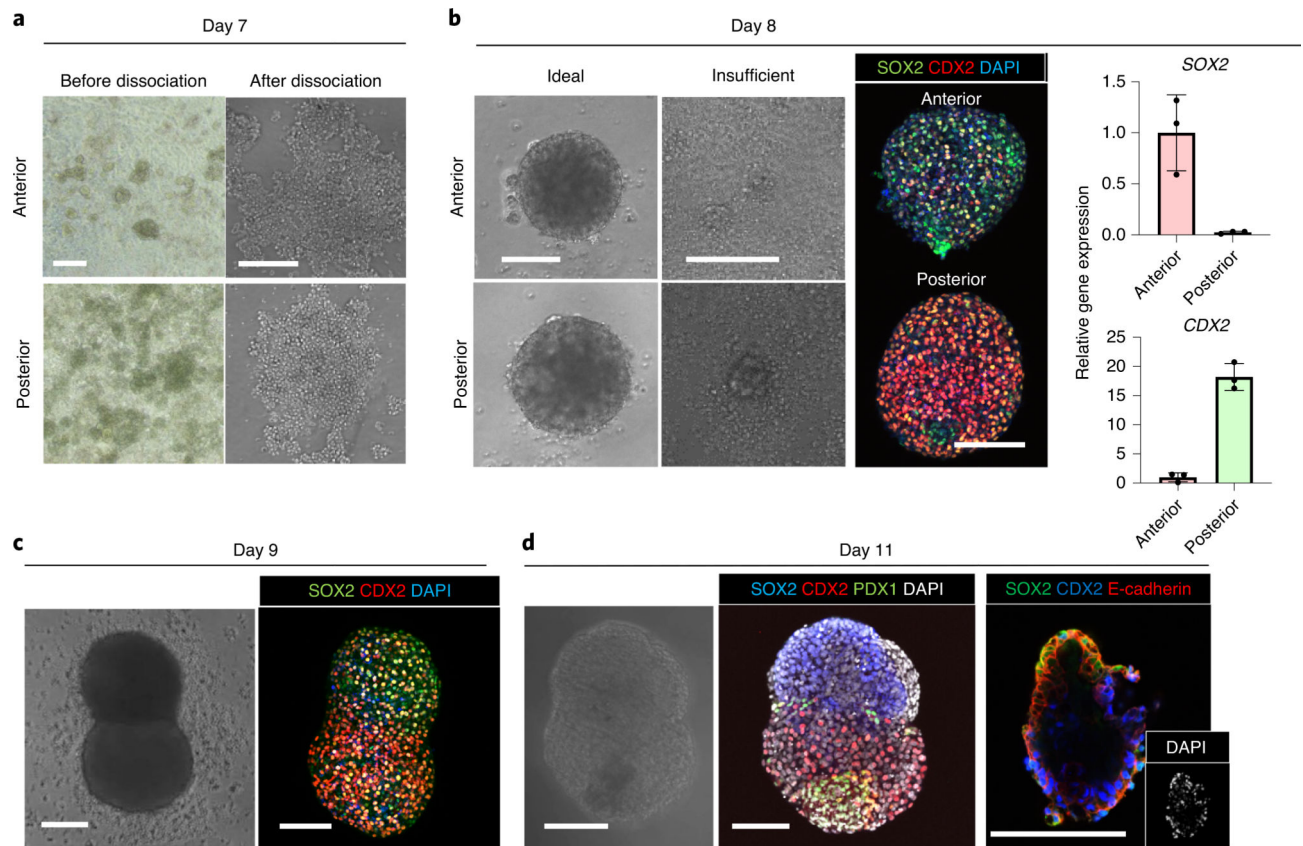 a
Day 7
Before dissociation
After dissociation
Anterior
Posterior
b
Day 8
Ideal
Insufficient
Anterior
Posterior
SOX2 CDX2 DAPI
Anterior
Posterior
Relative gene expression
SOX2
1.5
1.0
0.5
0.0
Anterior
Posterior
CDX2
25
20
15
10
5
0
Anterior
Posterior
c
Day 9
SOX2 CDX2 DAPI
d
Day 11
SOX2 CDX2 PDX1 DAPI
SOX2 CDX2 E-cadherin
DAPI